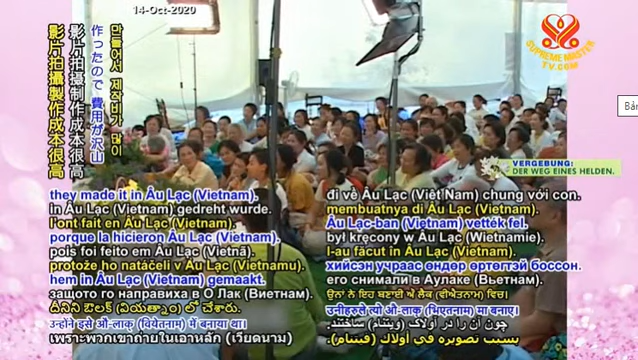 14-Oct-2020
SUPREME MASTER
TV.COM
만들어서 제작비가 많이
作ったので 費用が沢山
影片拍摄制作成本很高
影片拍攝製作成本很高
VERGEBUNG:
DER WEG EINES HELDEN.
they made it in Âu Lạc (Vietnam).
in Âu Lạc (Vietnam) gedreht wurde.
l'ont fait en Âu Lạc (Vietnam).
porque la hicieron Âu Lạc (Vietnam).
pois foi feito em Âu Lạc (Vietnã).
protože ho natáčeli v Âu Lạc (Vietnamu).
hem in Âu Lạc (Vietnam) gemaakt.
защото го направиха в О Лак (Виетнам).
దీనిని ఔలక్ (వియత్నాం) లో చేశారు.
उन्होंने इसे औ-लाक् (वियेतनाम) में बनाया था।
เพราะพวกเขาถ่ายในเอาหลัก (เวียดนาม)
đi về Âu Lạc (Việt Nam) chung với con.
membuatnya di Âu Lạc (Vietnam).
Âu Lạc-ban (Vietnam) vették fel.
był kręcony w Âu Lạc (Wietnamie).
l-au făcut in Âu Lạc (Vietnam).
хийсэн учраас өндөр өртөгтэй боссон.
его снимали в Аулаке (Вьетнам).
ਉਨਾਂ ਨੇ ਇਹ ਬਣਾਈ ਔ ਲੈਕ (ਵੀਅਤਨਾਮ) ਵਿਚ।
उनीहरुले त्यो औ-लाक् (भिएतनाम) मा बनाए।
چون آن را در اولاک (ویتنام) ساختند.
بسبب تصويره في أولاك (فيتنام).
Bản